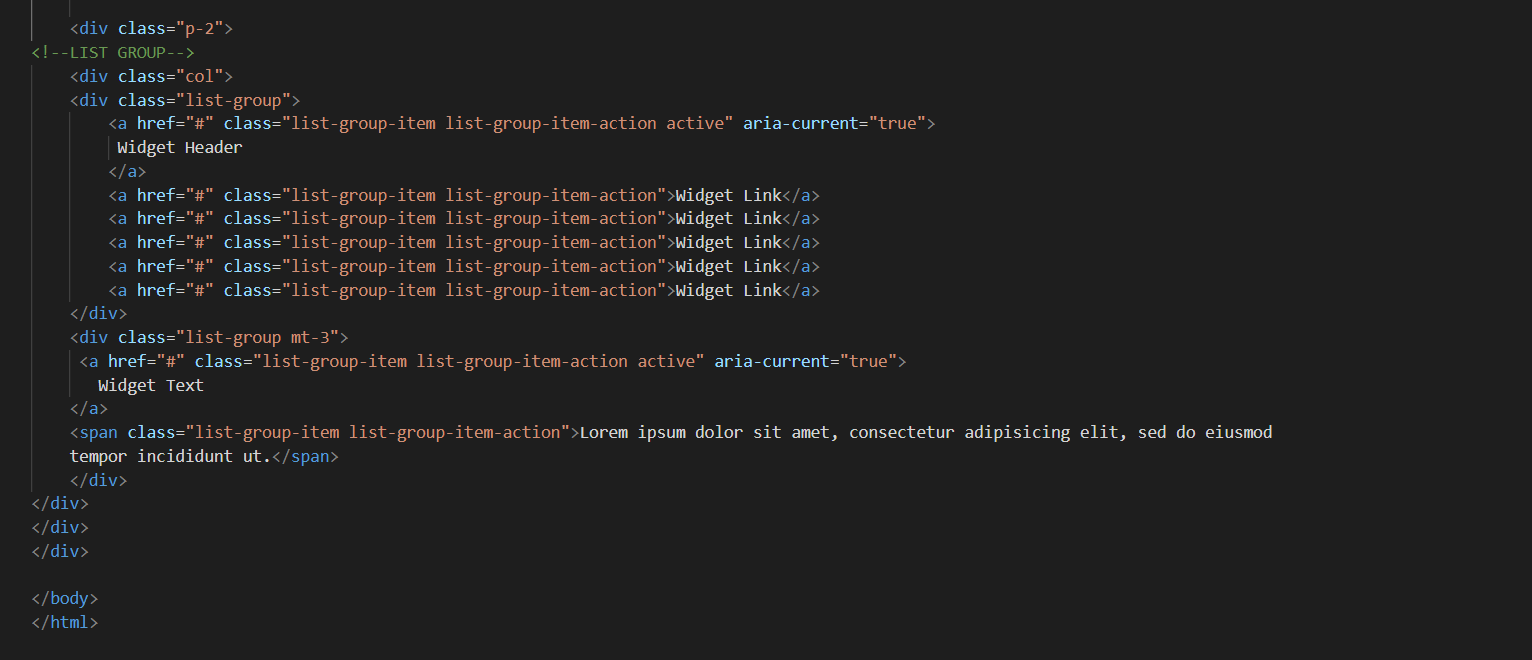 <div class="p-2">
<!--LIST GROUP-->
<div class="col">
<div class="list-group">
<a href="#" class="list-group-item list-group-item-action active" aria-current="true">
Widget Header
</a>
<a href="#" class="list-group-item list-group-item-action">Widget Link</a>
<a href="#" class="list-group-item list-group-item-action">Widget Link</a>
<a href="#" class="list-group-item list-group-item-action">Widget Link</a>
<a href="#" class="list-group-item list-group-item-action">Widget Link</a>
<a href="#" class="list-group-item list-group-item-action">Widget Link</a>
</div>
<div class="list-group mt-3">
<a href="#" class="list-group-item list-group-item-action active" aria-current="true">
Widget Text
</a>
<span class="list-group-item list-group-item-action">Lorem ipsum dolor sit amet, consectetur adipisicing elit, sed do eiusmod
tempor incididunt ut.</span>
</div>
</div>
</div>
</div>
</body>
</html>